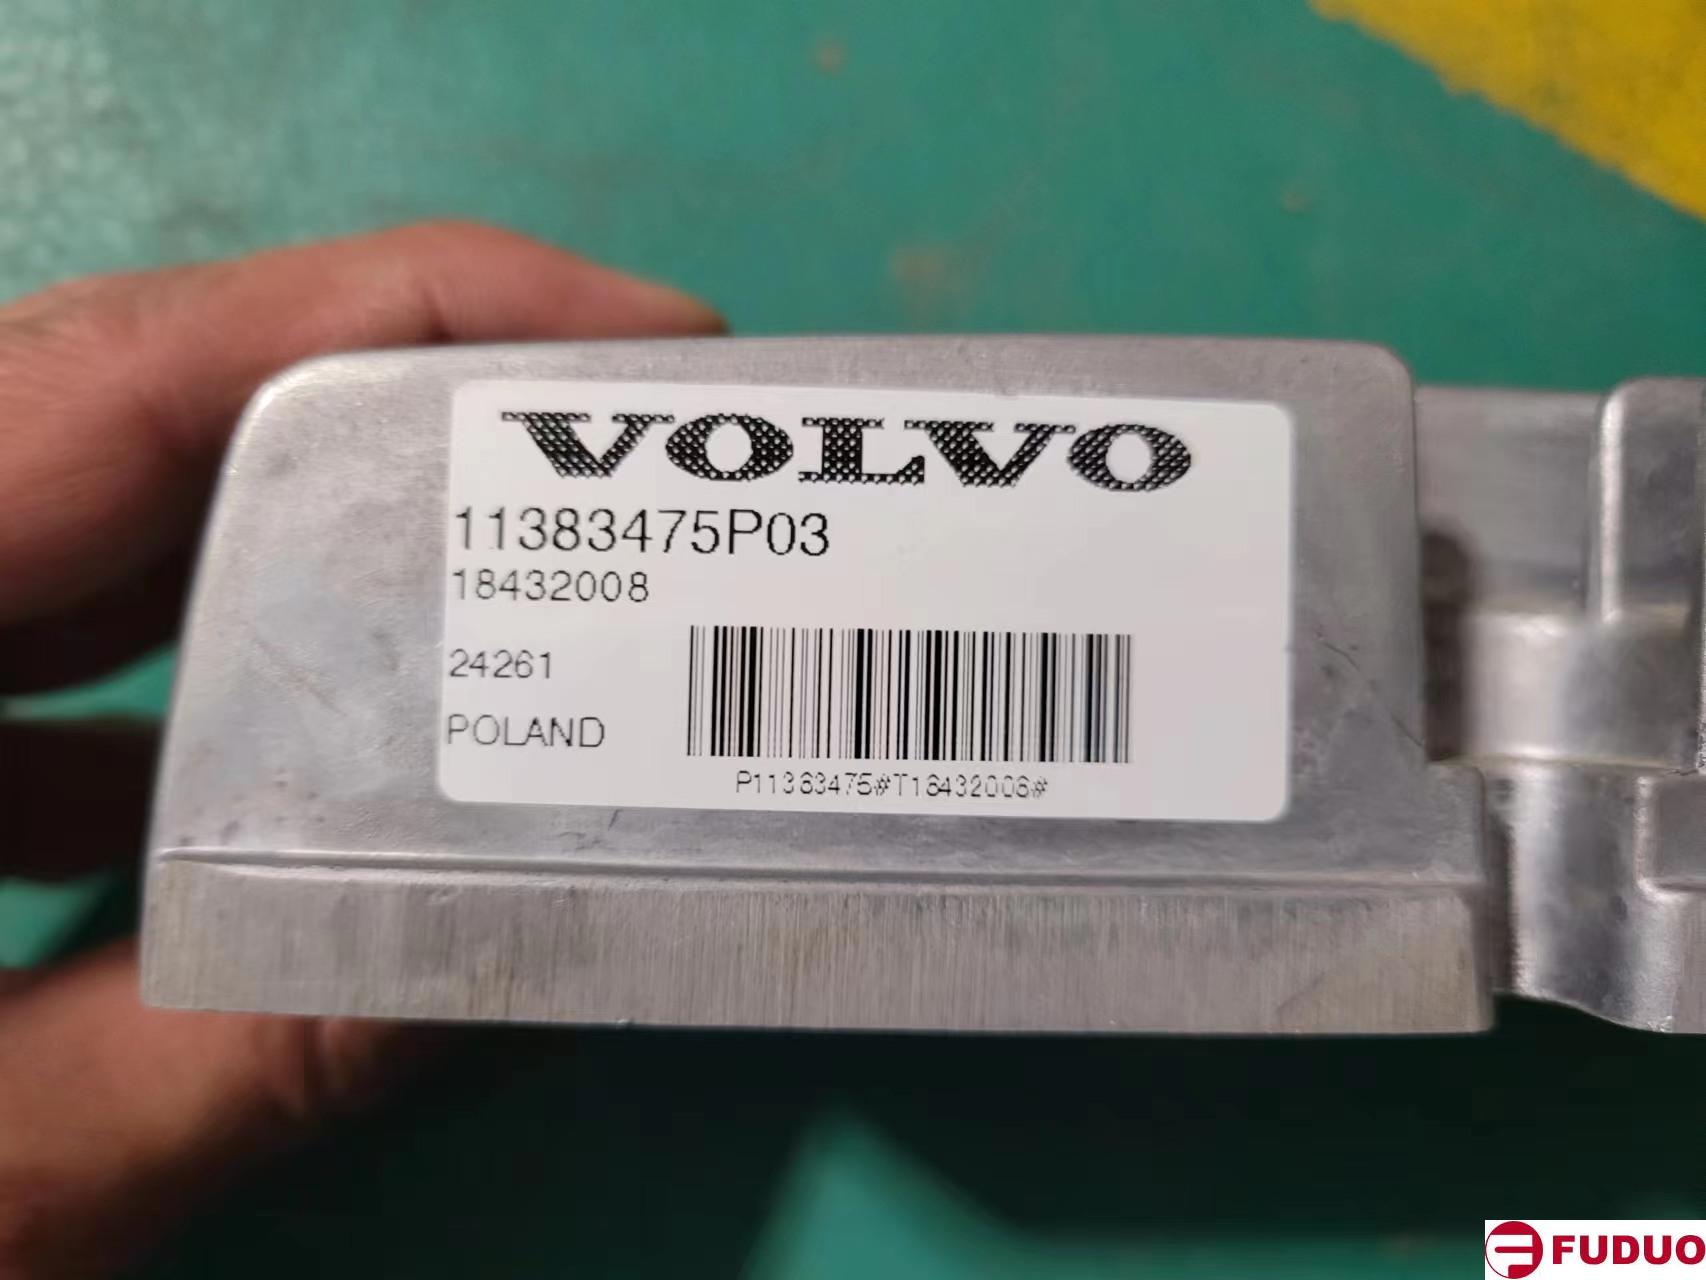 VOLVO
11383475P03
18432008
24261
POLAND
P11383475#T18432008#
FUDUO